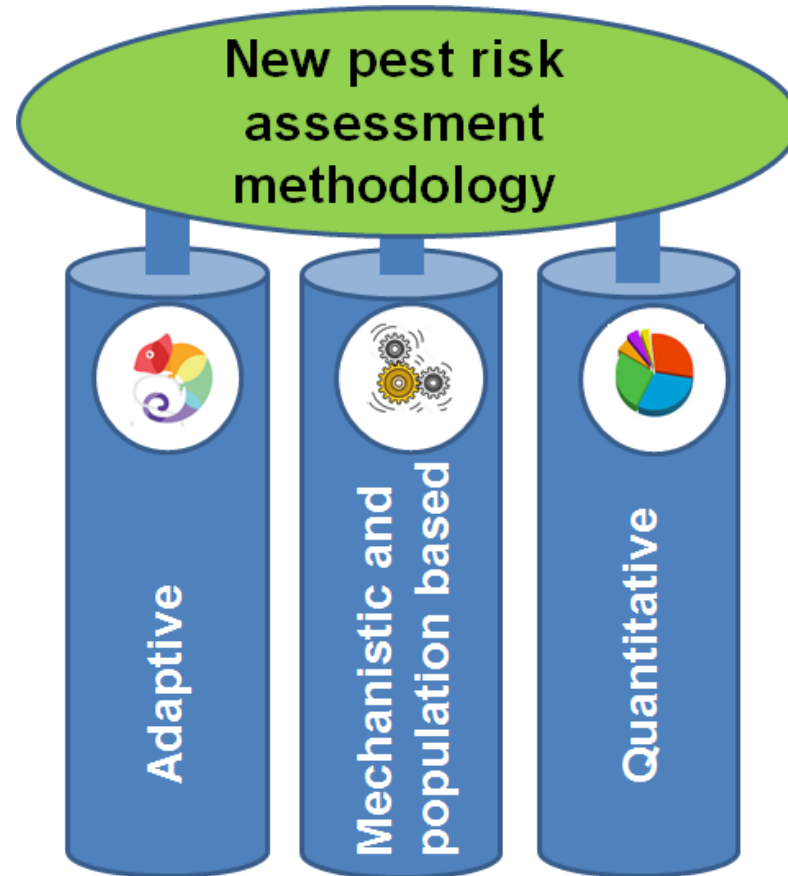 New pest risk
assessment
methodology
Adaptive
Mechanistic and
population based
Quantitative